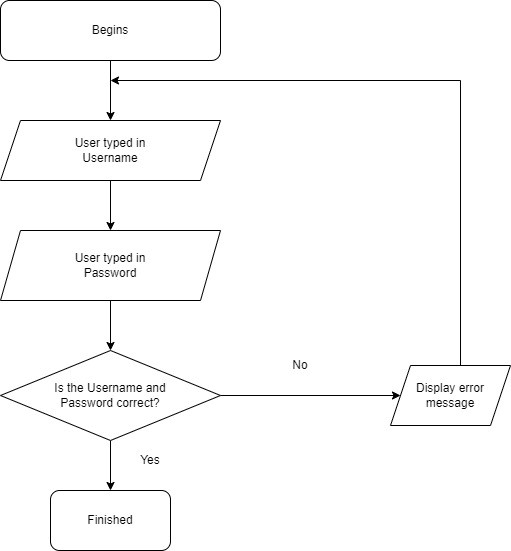 Begins
User typed in
Username
User typed in
Password
Is the Username and
Password correct?
No
Display error
message
Yes
Finished